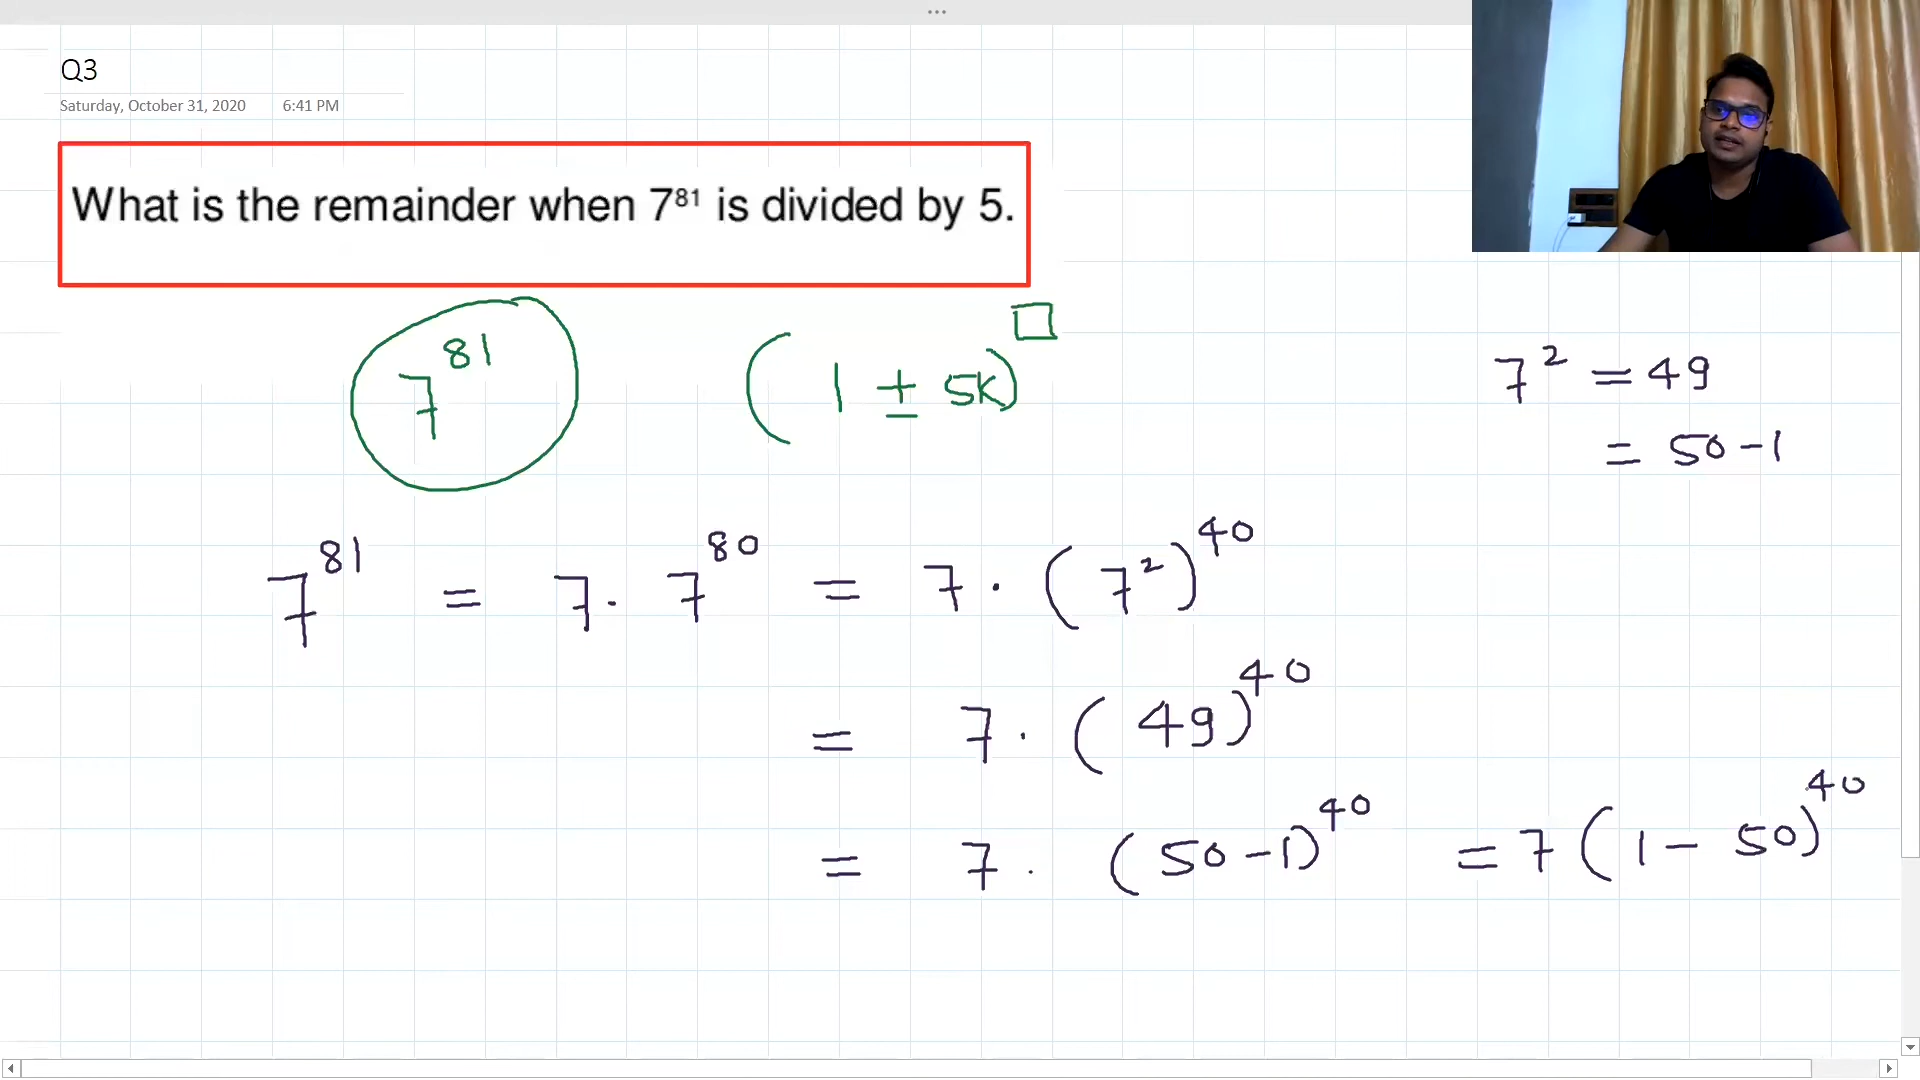 Q3
Saturday, October 31, 2020 6:41 PM
What is the remainder when 7⁸¹ is divided by 5.
7⁸¹ (1 ± 5K)^□
7² = 49
= 50 - 1
7⁸¹ = 7 · 7⁸⁰ = 7 · (7²)⁴⁰
= 7 · (49)⁴⁰
= 7 · (50 - 1)⁴⁰ = 7 (1 - 50)⁴⁰